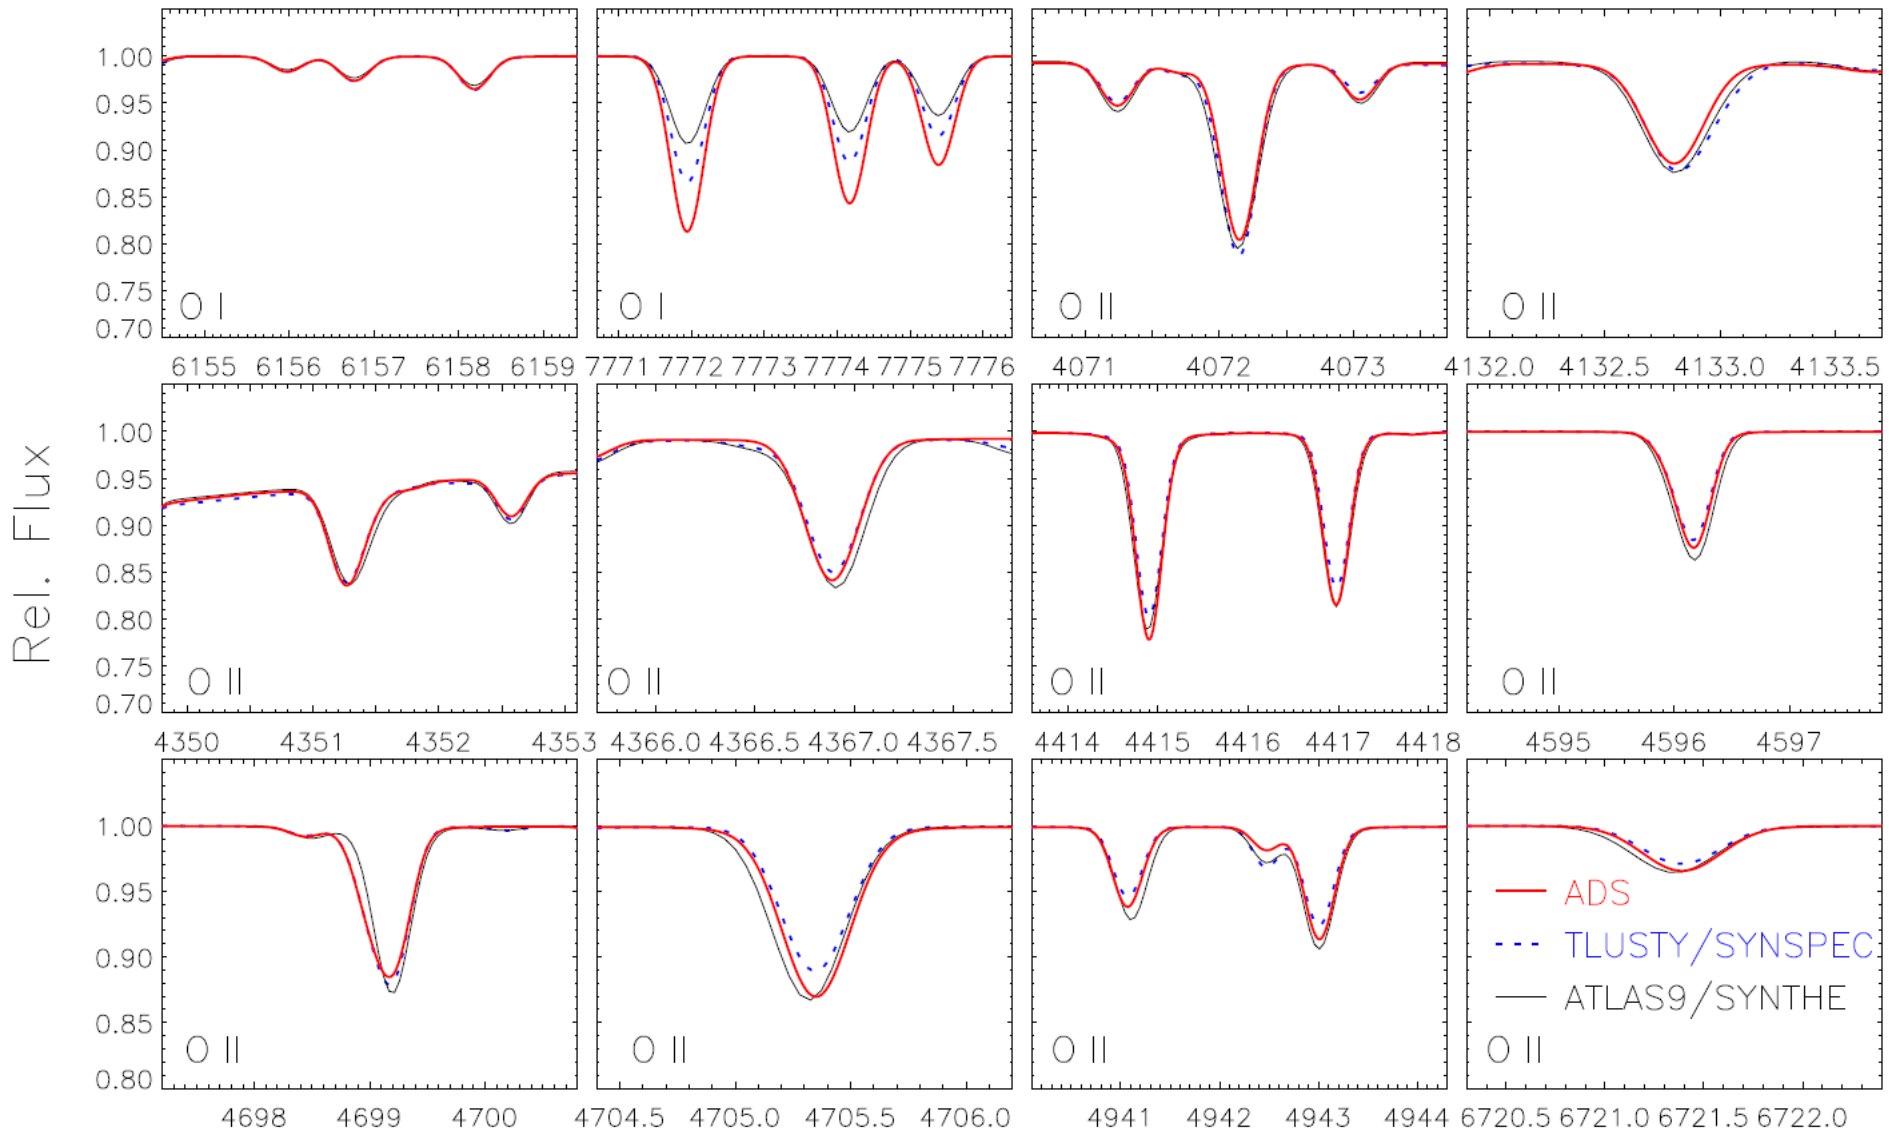 1.00
0.95
0.90
0.85
0.80
0.75
0.70
O I
O I
O II
O II
6155 6156 6157 6158 6159
7771 7772 7773 7774 7775 7776
4071 4072 4073
4132.0 4132.5 4133.0 4133.5
Rel. Flux
1.00
0.95
0.90
0.85
0.80
0.75
0.70
O II
O II
O II
O II
4350 4351 4352 4353
4366.0 4366.5 4367.0 4367.5
4414 4415 4416 4417 4418
4595 4596 4597
1.00
0.95
0.90
0.85
0.80
O II
O II
O II
ADS
TLUSTY/SYNSPEC
ATLAS9/SYNTHE
O II
4698 4699 4700
4704.5 4705.0 4705.5 4706.0
4941 4942 4943 4944
6720.5 6721.0 6721.5 6722.0